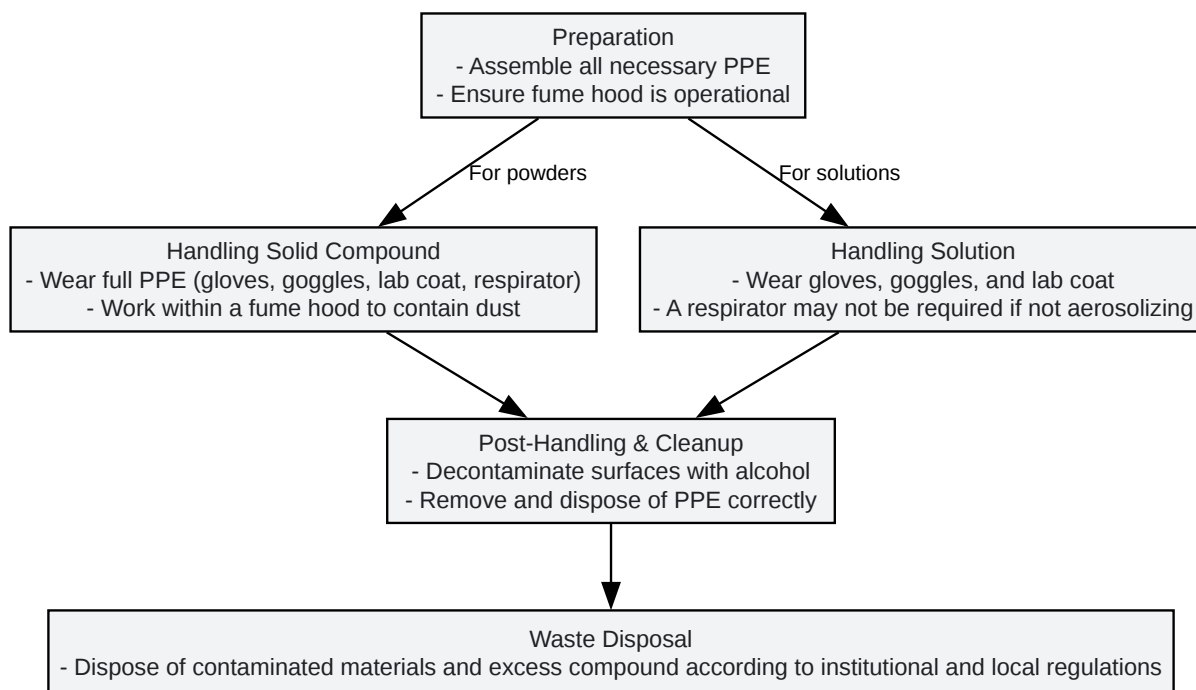 Preparation
- Assemble all necessary PPE
- Ensure fume hood is operational
For powders
For solutions
Handling Solid Compound
- Wear full PPE (gloves, goggles, lab coat, respirator)
- Work within a fume hood to contain dust
Handling Solution
- Wear gloves, goggles, and lab coat
- A respirator may not be required if not aerosolizing
Post-Handling & Cleanup
- Decontaminate surfaces with alcohol
- Remove and dispose of PPE correctly
Waste Disposal
- Dispose of contaminated materials and excess compound according to institutional and local regulations